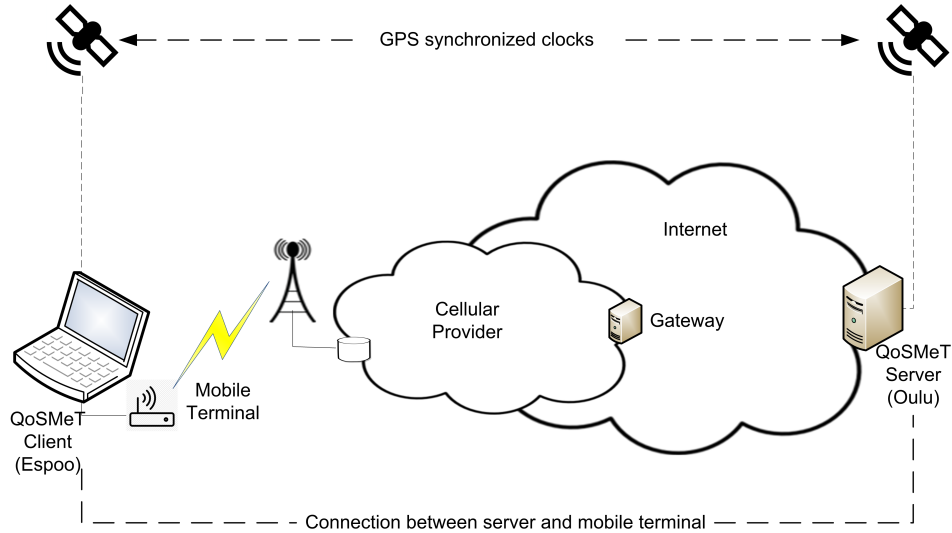 GPS synchronized clocks
Internet
Cellular
Provider
Gateway
QoSMeT
Server
(Oulu)
Mobile
Terminal
QoSMeT
Client
(Espoo)
Connection between server and mobile terminal